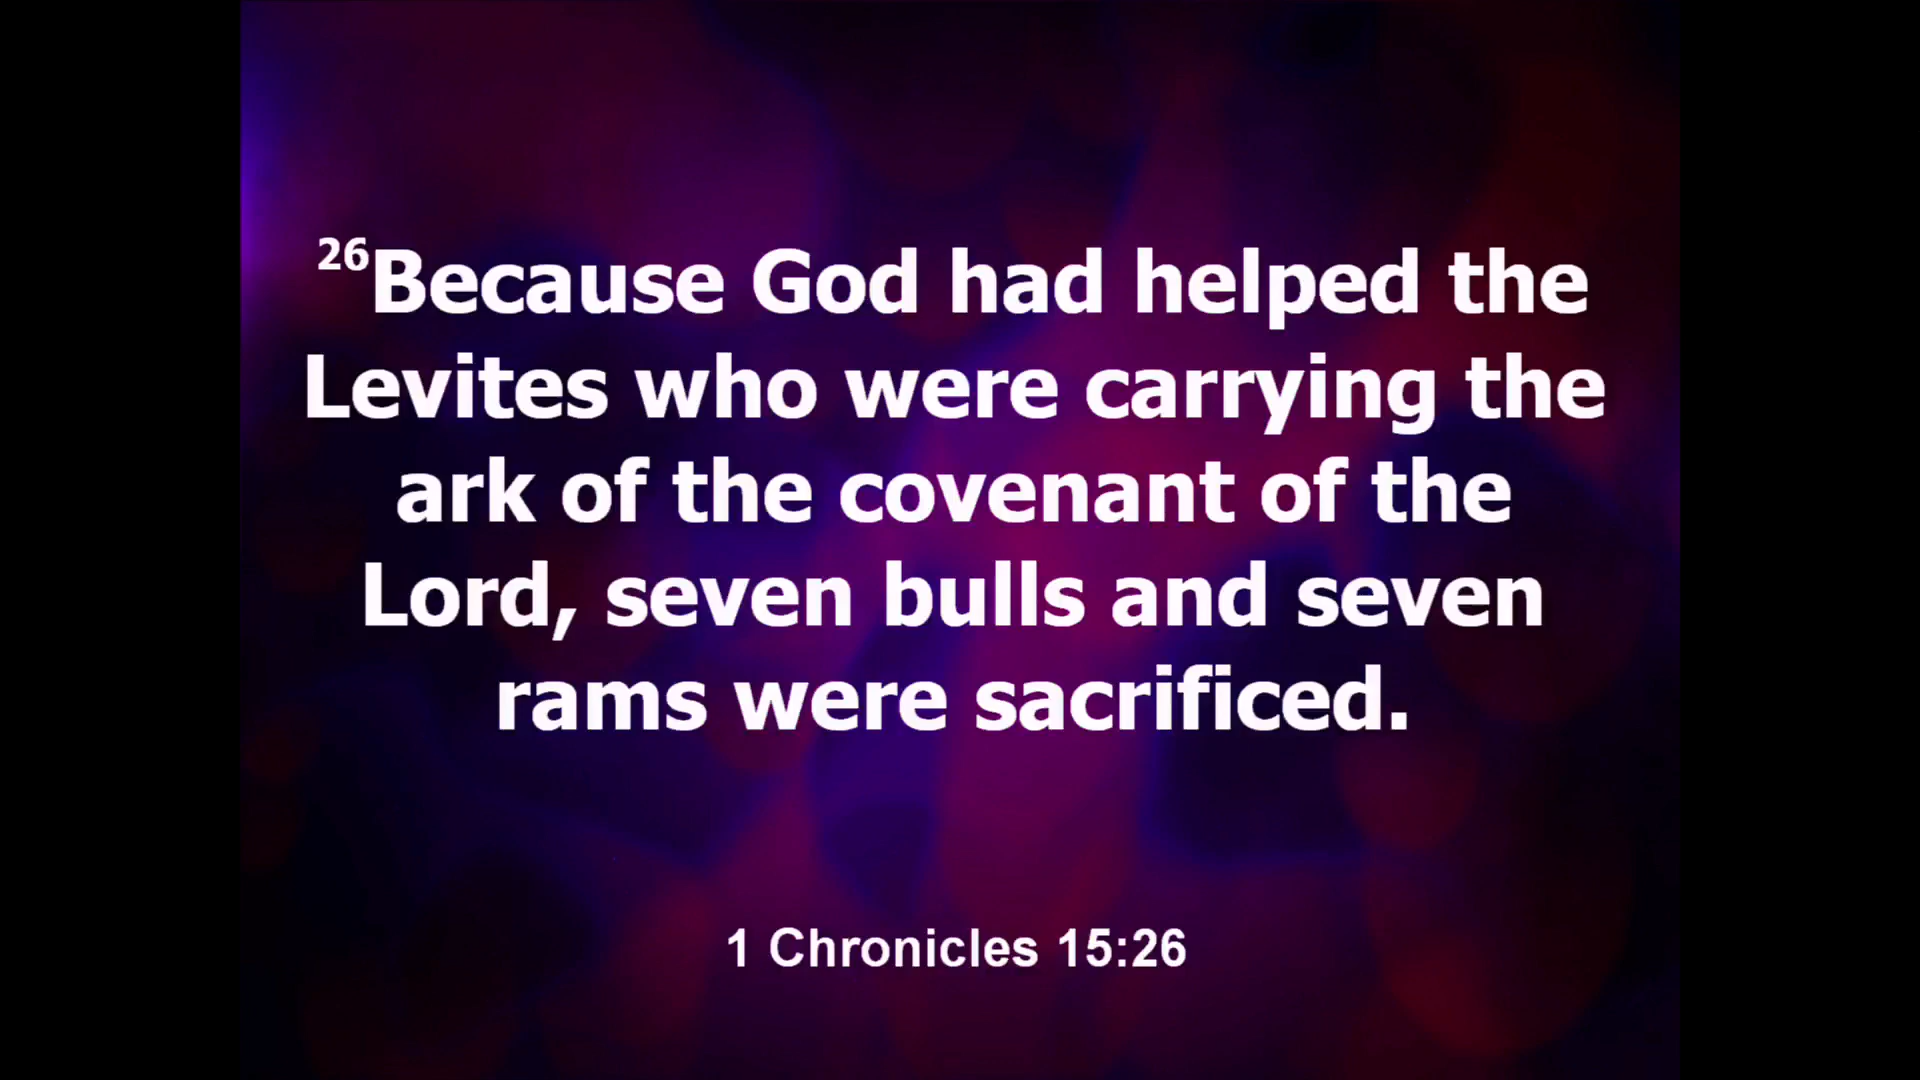 26Because God had helped the
Levites who were carrying the
ark of the covenant of the
Lord, seven bulls and seven
rams were sacrificed.
1 Chronicles 15:26